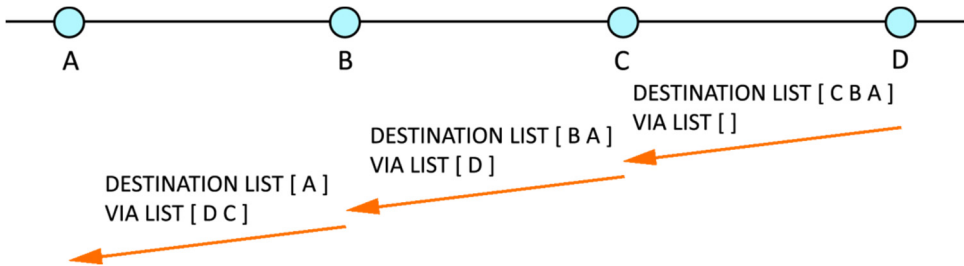 A B C D
DESTINATION LIST [ C B A ]
VIA LIST [ ]
DESTINATION LIST [ B A ]
VIA LIST [ D ]
DESTINATION LIST [ A ]
VIA LIST [ D C ]